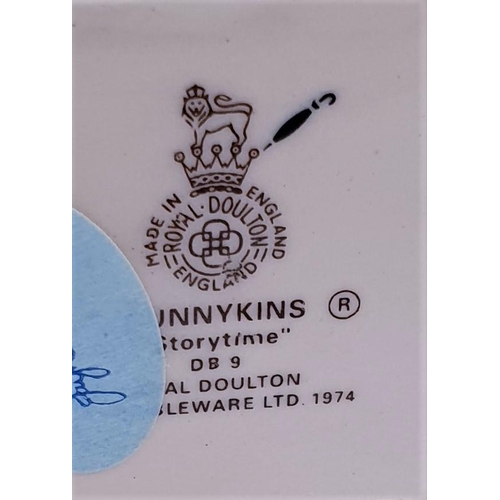 MADE IN ENGLAND
ROYAL·DOULTON
ENGLAND
UNNYKINS ®
Storytime"
DB 9
AL DOULTON
BLEWARE LTD. 1974